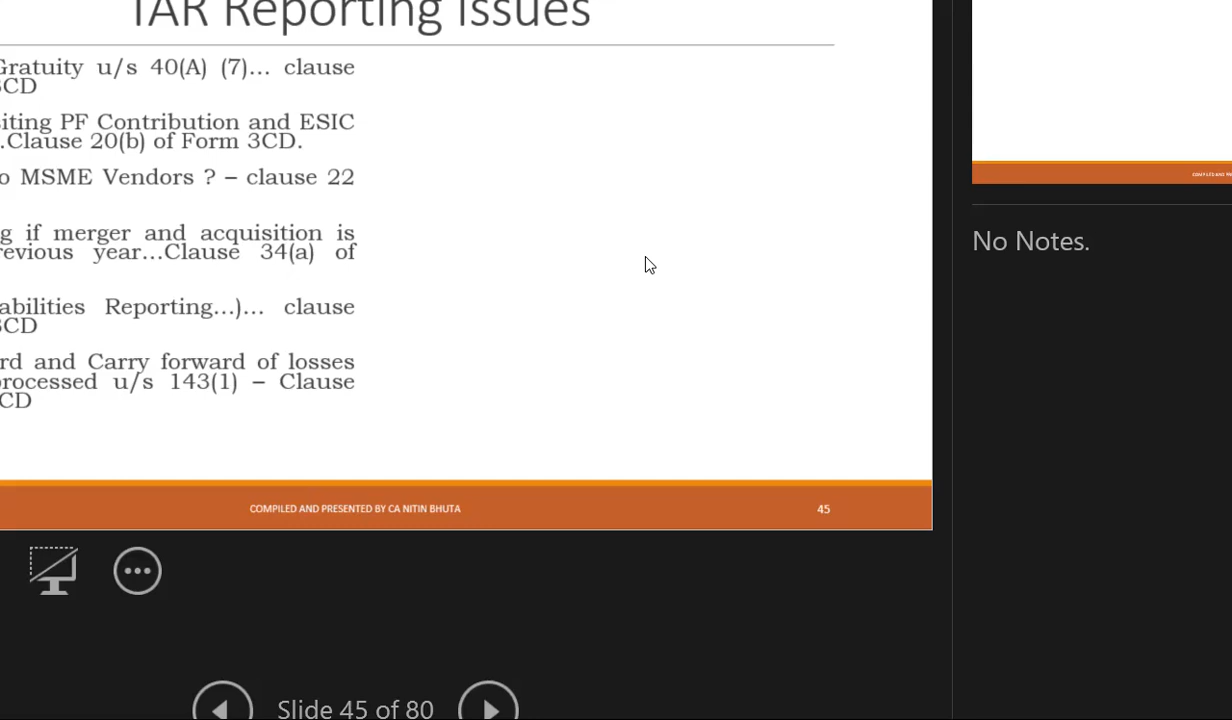 TAR Reporting Issues
Gratuity u/s 40(A) (7)... clause
3CD
siting PF Contribution and ESIC
.Clause 20(b) of Form 3CD.
o MSME Vendors ? – clause 22
g if merger and acquisition is
revious year...Clause 34(a) of
abilities Reporting...)... clause
3CD
rd and Carry forward of losses
processed u/s 143(1) – Clause
CD
COMPILED AND PRESENTED BY CA NITIN BHUTA
45
No Notes.
Slide 45 of 80